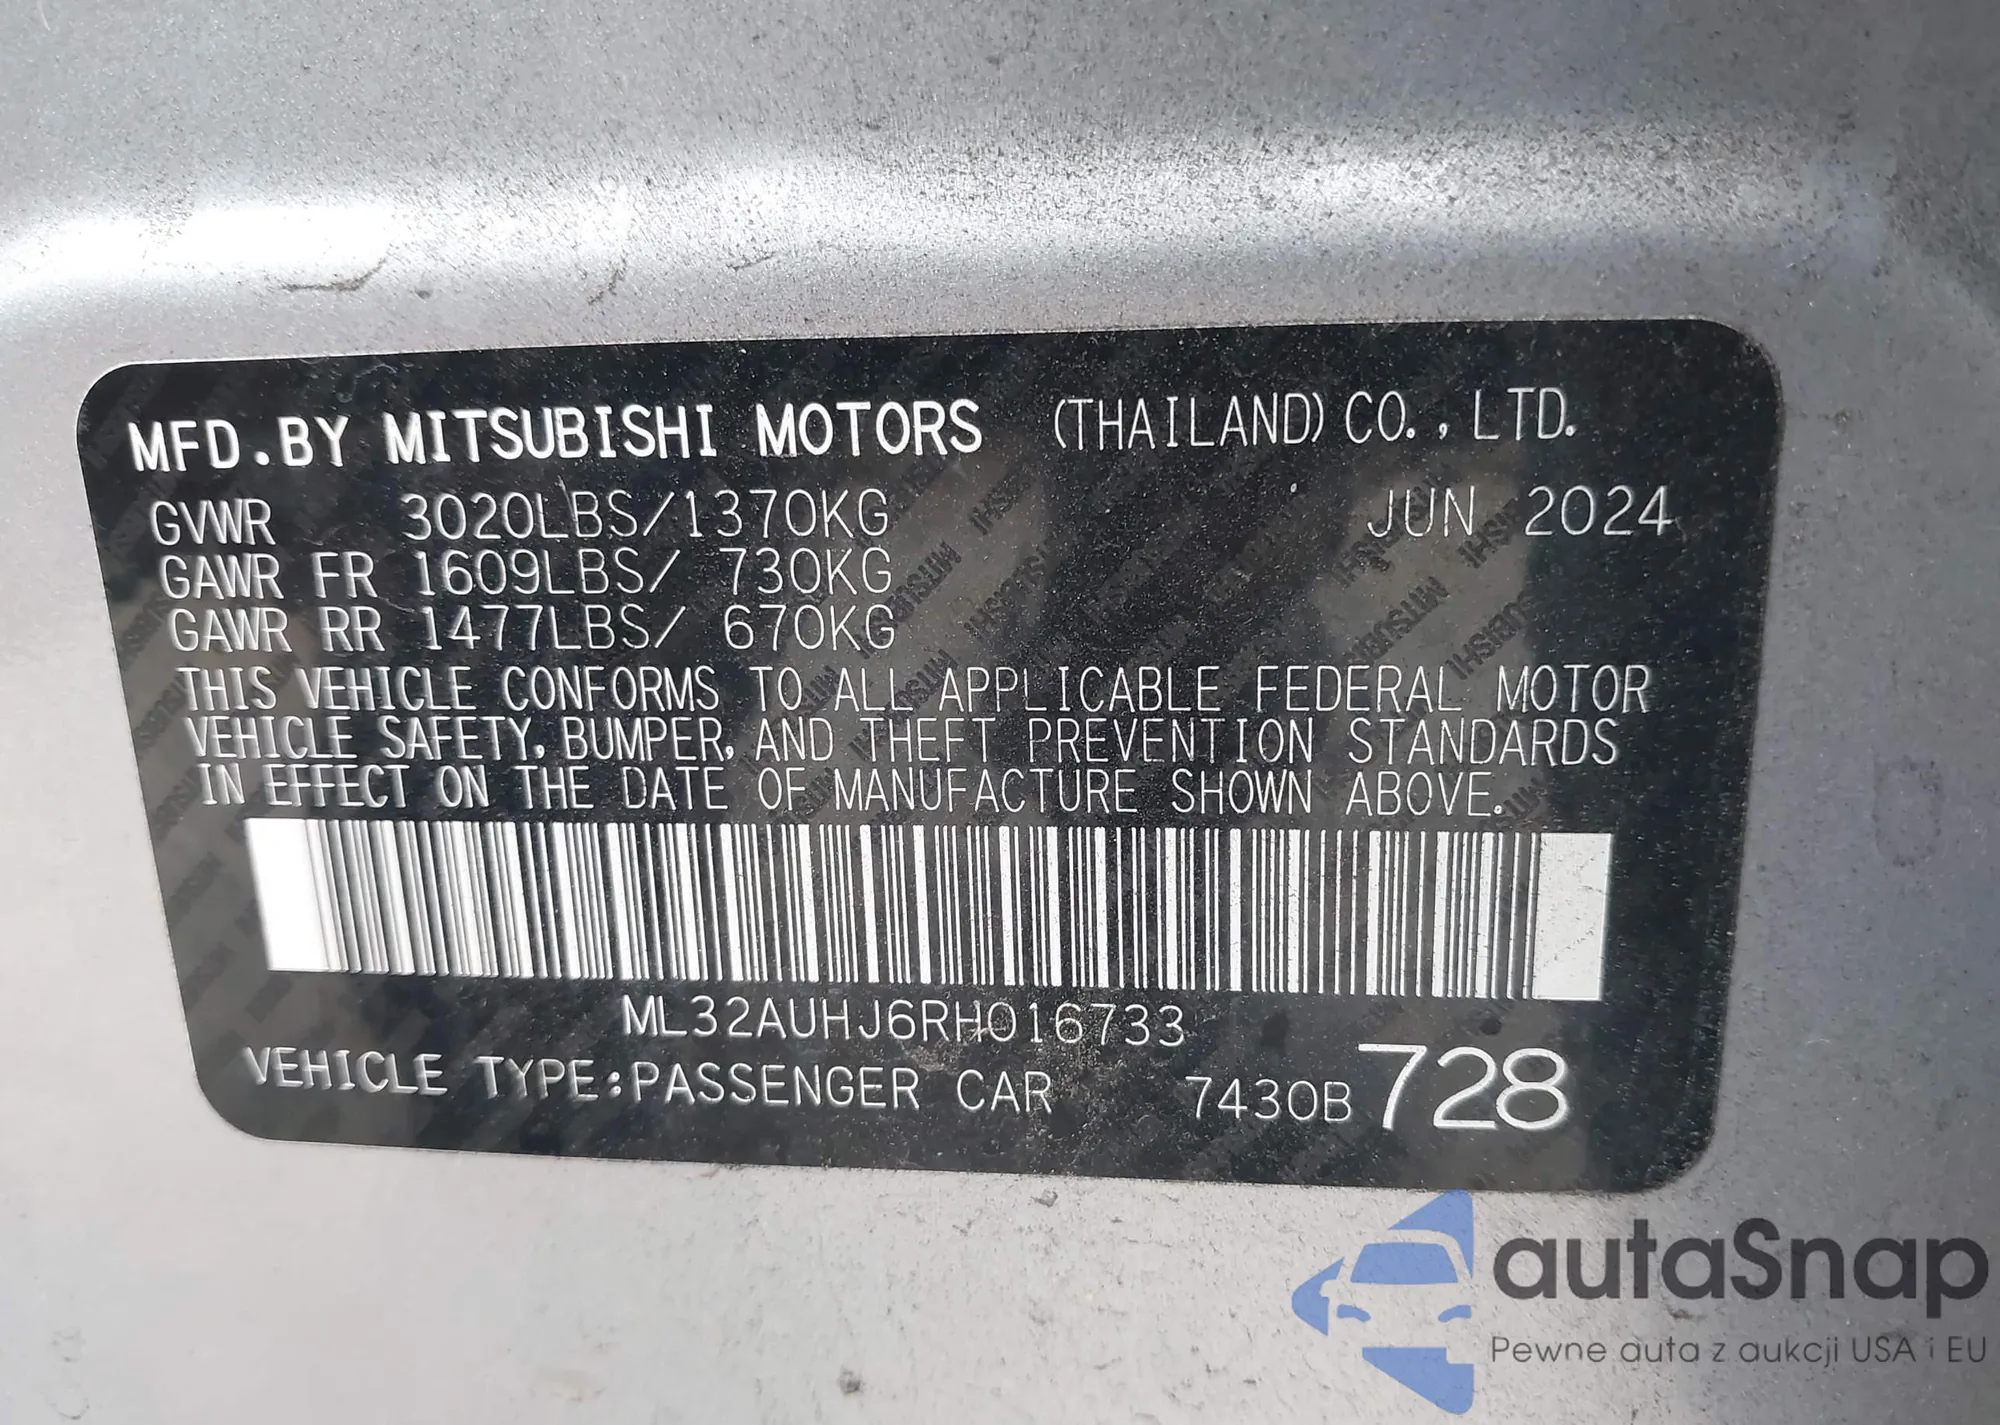 MFD.BY MITSUBISHI MOTORS (THAILAND) CO., LTD.
GVWR 3020LBS/1370KG JUN 2024
GAWR FR 1609LBS/ 730KG
GAWR RR 1477LBS/ 670KG
THIS VEHICLE CONFORMS TO ALL APPLICABLE FEDERAL MOTOR
VEHICLE SAFETY, BUMPER, AND THEFT PREVENTION STANDARDS
IN EFFECT ON THE DATE OF MANUFACTURE SHOWN ABOVE.
ML32AUHJ6RH016733
VEHICLE TYPE:PASSENGER CAR 7430B 728
autaSnap
Pewne auta z aukcji USA i EU